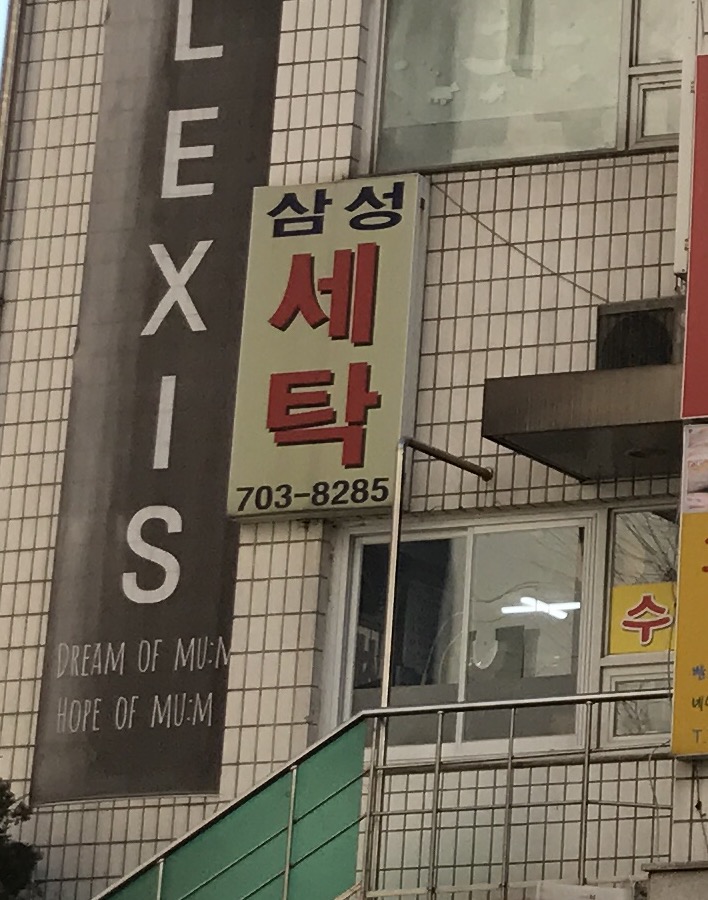 L
E
X
I
S
DREAM OF MU:M
HOPE OF MU:M
삼성
세
탁
703-8285
수
T.